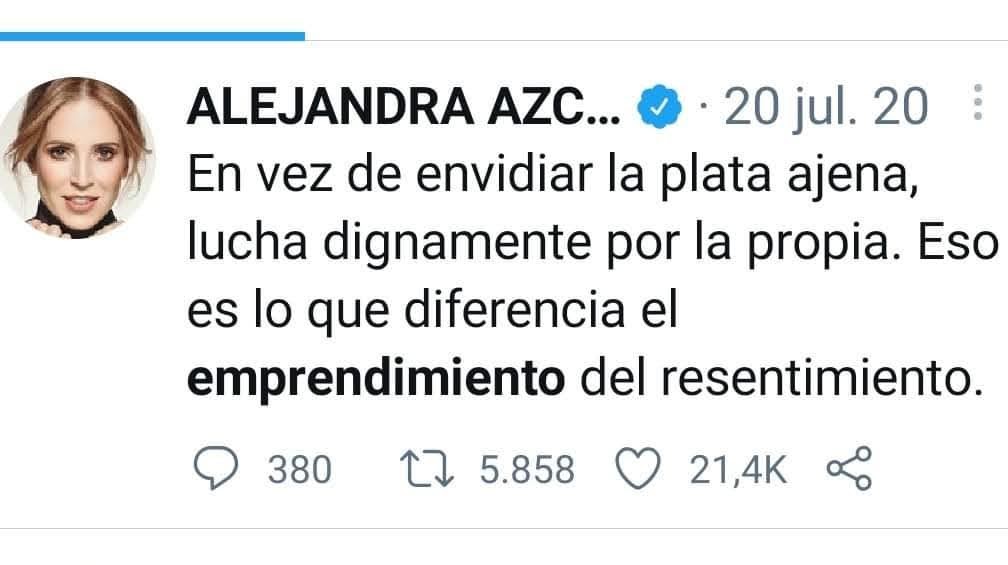 ALEJANDRA AZC... · 20 jul. 20
En vez de envidiar la plata ajena,
lucha dignamente por la propia. Eso
es lo que diferencia el
emprendimiento del resentimiento.
380 5.858 21,4K